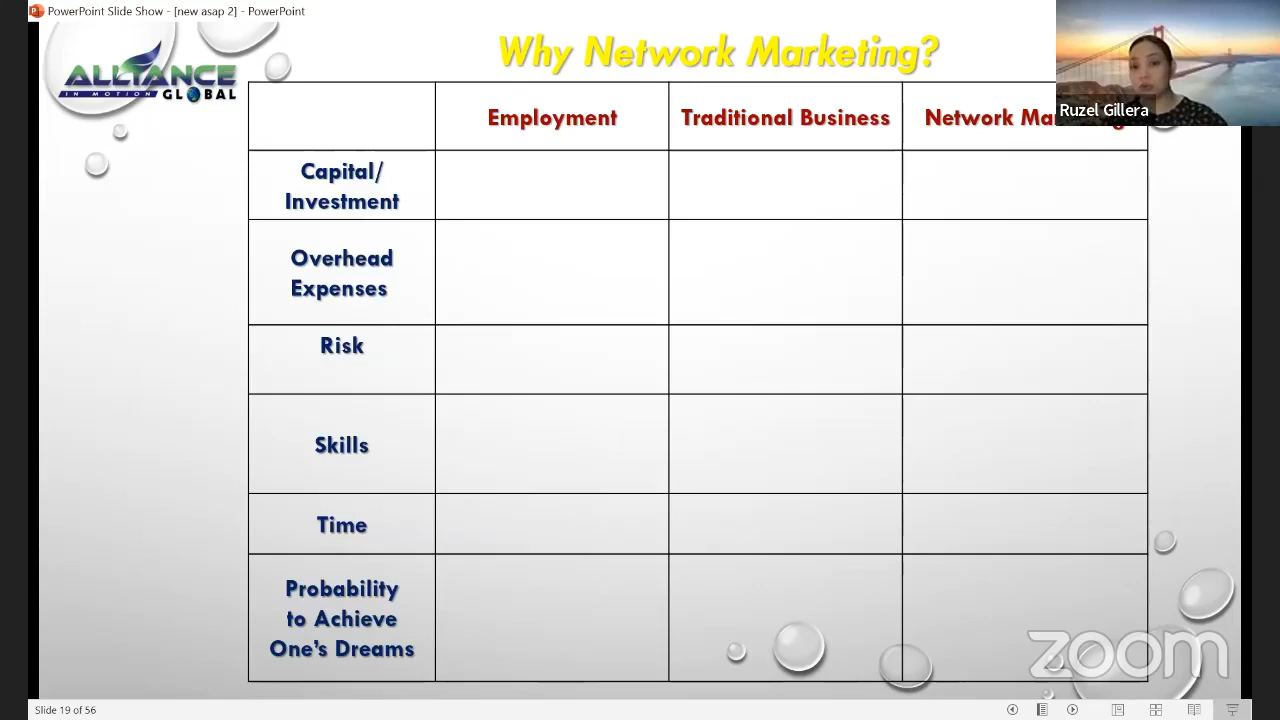 PowerPoint Slide Show - [new asap 2] - PowerPoint
ALLIANCE
IN MOTION GLOBAL
Why Network Marketing?
Ruzel Gillera
Employment
Traditional Business
Network
Capital/
Investment
Overhead
Expenses
Risk
Skills
Time
Probability
to Achieve
One's Dreams
zoom
Slide 19 of 56